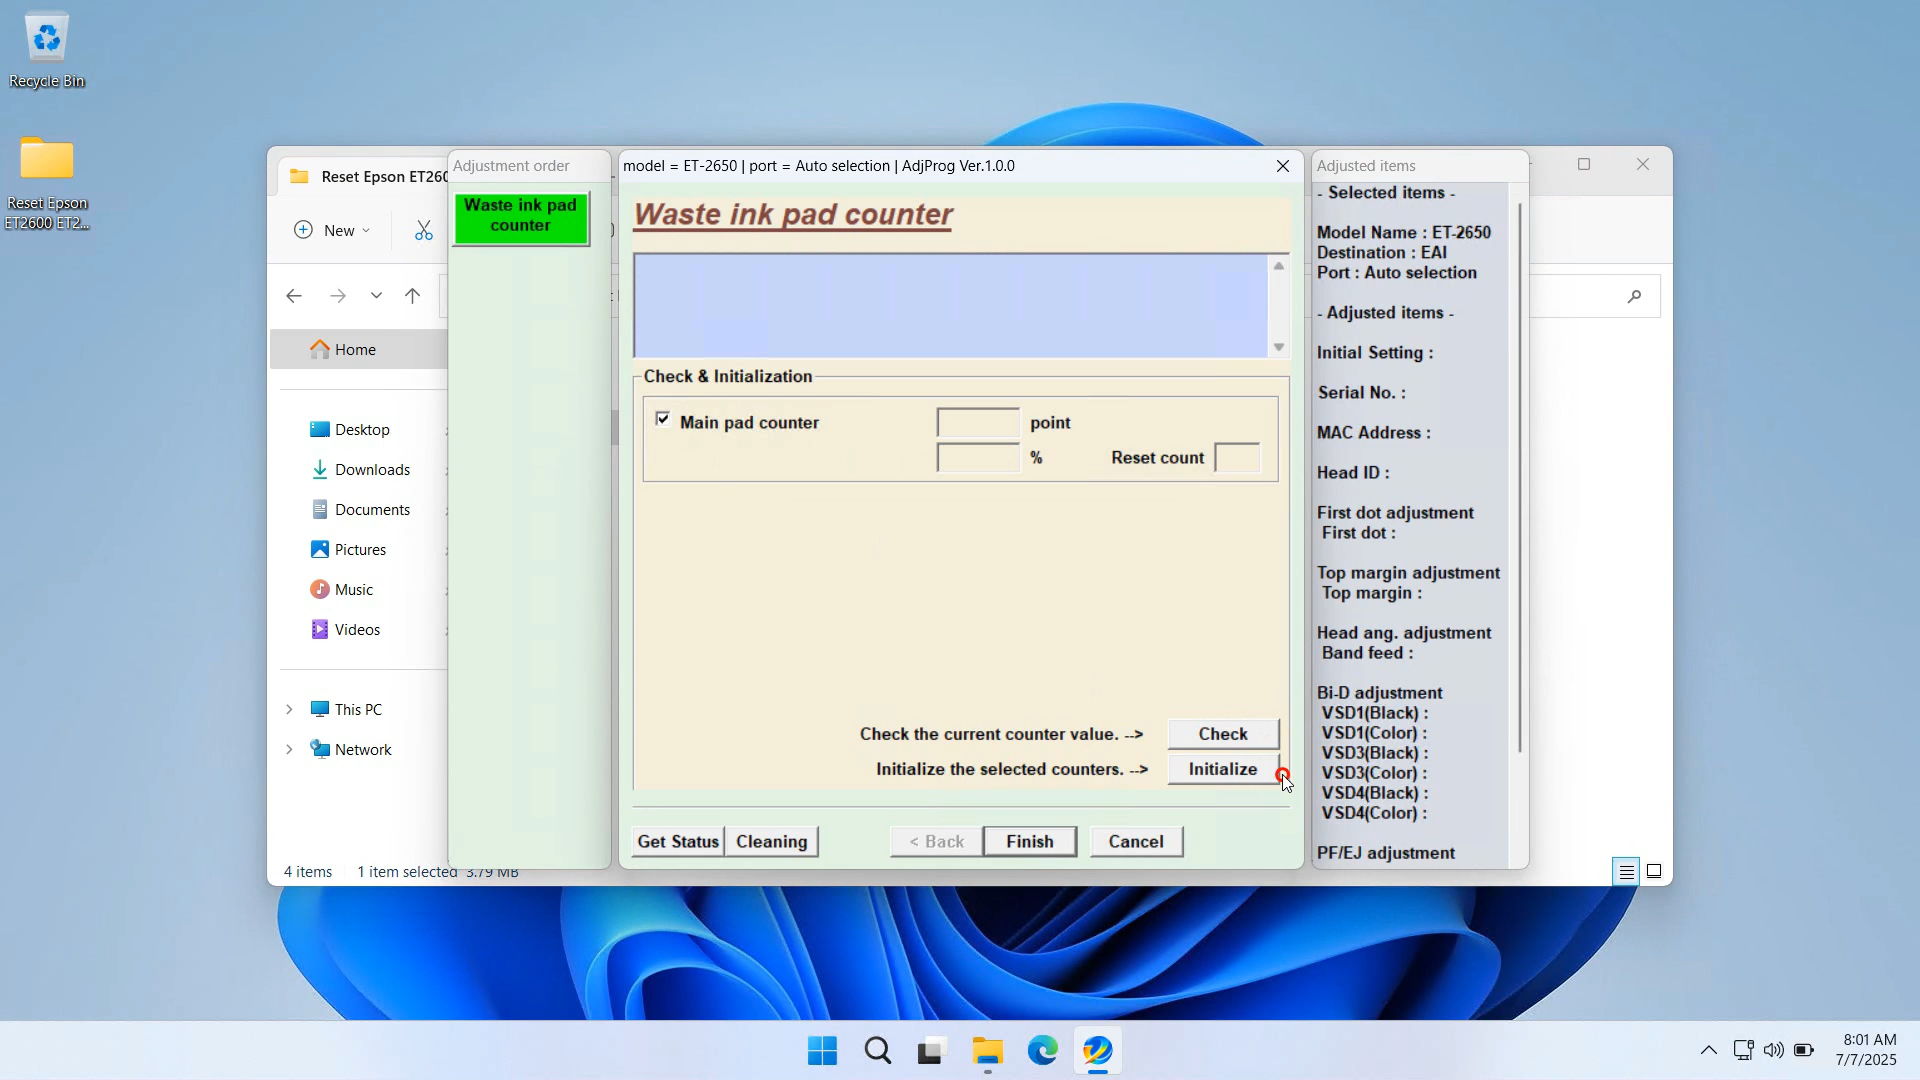 Recycle Bin
Reset Epson
ET2600 ET2...
Reset Epson ET260
New
Home
Desktop
Downloads
Documents
Pictures
Music
Videos
This PC
Network
4 items
1 item selected 3.79 MB
Adjustment order
Waste ink pad
counter
model = ET-2650 | port = Auto selection | AdjProg Ver.1.0.0
Waste ink pad counter
Check & Initialization
Main pad counter
point
%
Reset count
Check the current counter value. -->
Check
Initialize the selected counters. -->
Initialize
Get Status
Cleaning
< Back
Finish
Cancel
Adjusted items
- Selected items -
Model Name : ET-2650
Destination : EAI
Port : Auto selection
- Adjusted items -
Initial Setting :
Serial No. :
MAC Address :
Head ID :
First dot adjustment
First dot :
Top margin adjustment
Top margin :
Head ang. adjustment
Band feed :
Bi-D adjustment
VSD1(Black) :
VSD1(Color) :
VSD3(Black) :
VSD3(Color) :
VSD4(Black) :
VSD4(Color) :
PF/EJ adjustment
8:01 AM
7/7/2025